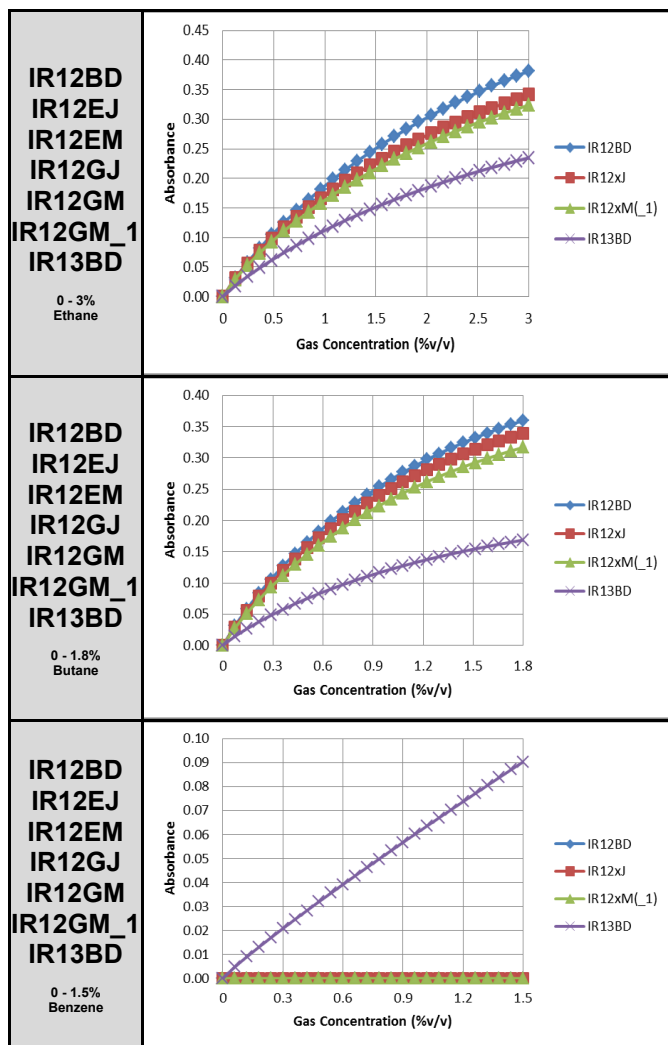 IR12BD
IR12EJ
IR12EM
IR12GJ
IR12GM
IR12GM_1
IR13BD
0 - 3%
Ethane
0.45
0.40
0.35
0.30
0.25
0.20
0.15
0.10
0.05
0.00
Absorbance
0 0.5 1 1.5 2 2.5 3
Gas Concentration (%v/v)
IR12BD
IR12xJ
IR12xM(_1)
IR13BD
IR12BD
IR12EJ
IR12EM
IR12GJ
IR12GM
IR12GM_1
IR13BD
0 - 1.8%
Butane
0.40
0.35
0.30
0.25
0.20
0.15
0.10
0.05
0.00
Absorbance
0 0.3 0.6 0.9 1.2 1.5 1.8
Gas Concentration (%v/v)
IR12BD
IR12xJ
IR12xM(_1)
IR13BD
IR12BD
IR12EJ
IR12EM
IR12GJ
IR12GM
IR12GM_1
IR13BD
0 - 1.5%
Benzene
0.10
0.09
0.08
0.07
0.06
0.05
0.04
0.03
0.02
0.01
0.00
Absorbance
0 0.3 0.6 0.9 1.2 1.5
Gas Concentration (%v/v)
IR12BD
IR12xJ
IR12xM(_1)
IR13BD